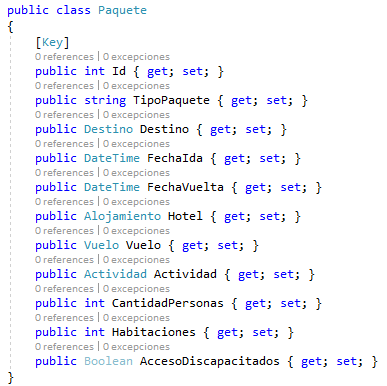 public class Paquete
{
[Key]
0 references | 0 excepciones
public int Id { get; set; }
0 references | 0 excepciones
public string TipoPaquete { get; set; }
0 references | 0 excepciones
public Destino Destino { get; set; }
0 references | 0 excepciones
public DateTime FechaIda { get; set; }
0 references | 0 excepciones
public DateTime FechaVuelta { get; set; }
0 references | 0 excepciones
public Alojamiento Hotel { get; set; }
0 references | 0 excepciones
public Vuelo Vuelo { get; set; }
0 references | 0 excepciones
public Actividad Actividad { get; set; }
0 references | 0 excepciones
public int CantidadPersonas { get; set; }
0 references | 0 excepciones
public int Habitaciones { get; set; }
0 references | 0 excepciones
public Boolean AccesoDiscapacitados { get; set; }
}